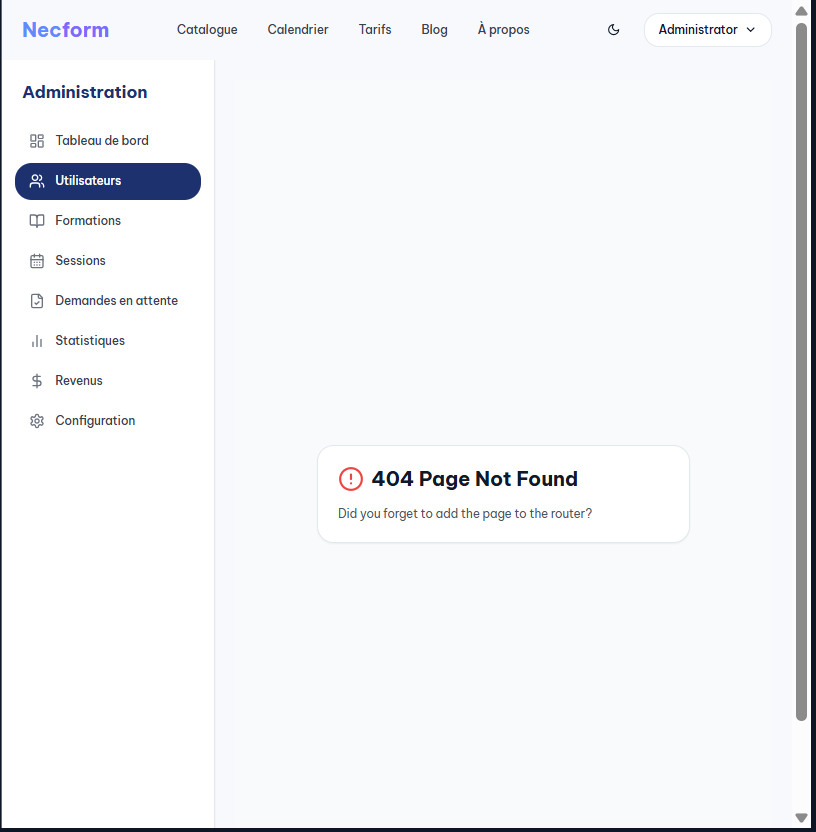 Necform
Catalogue
Calendrier
Tarifs
Blog
À propos
Administrator
Administration
Tableau de bord
Utilisateurs
Formations
Sessions
Demandes en attente
Statistiques
Revenus
Configuration
404 Page Not Found
Did you forget to add the page to the router?